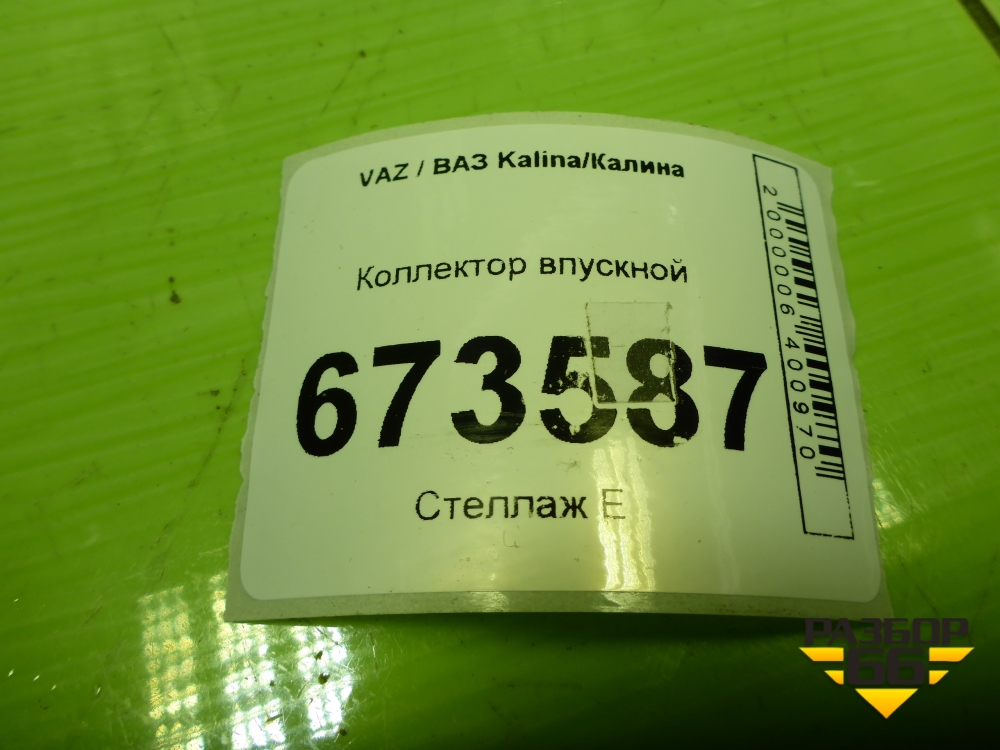 VAZ / ВАЗ Kalina/Калина
Коллектор впускной
673587
Стеллаж E
2000006400970
РАЗБОР
66